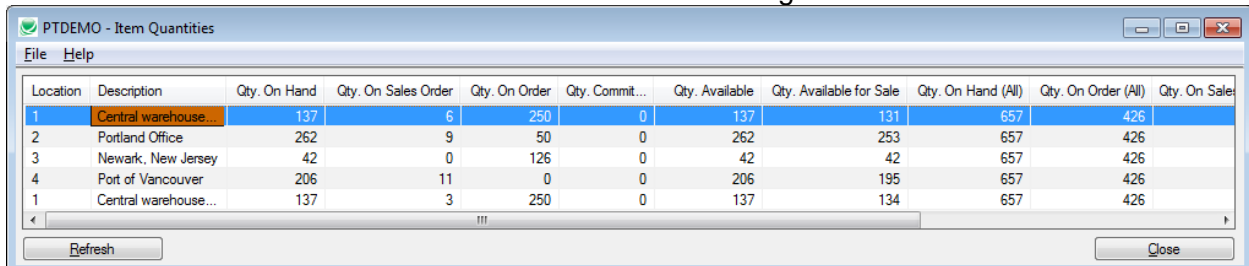 PTDEMO - Item Quantities
File Help
Location Description Qty. On Hand Qty. On Sales Order Qty. On Order Qty. Commit... Qty. Available Qty. Available for Sale Qty. On Hand (All) Qty. On Order (All) Qty. On Sale
1 Central warehouse... 137 6 250 0 137 131 657 426
2 Portland Office 262 9 50 0 262 253 657 426
3 Newark, New Jersey 42 0 126 0 42 42 657 426
4 Port of Vancouver 206 11 0 0 206 195 657 426
1 Central warehouse... 137 3 250 0 137 134 657 426
Refresh Close